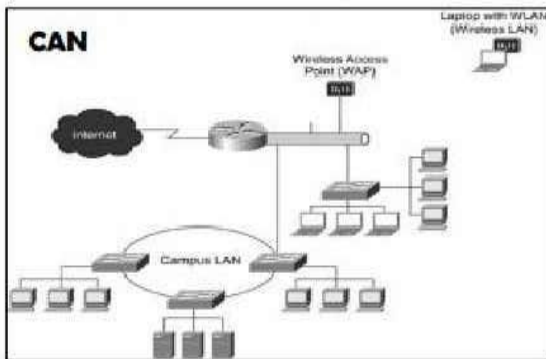 CAN
Laptop with WLAN
(Wireless LAN)
Wireless Access
Point (WAP)
Internet
Campus LAN